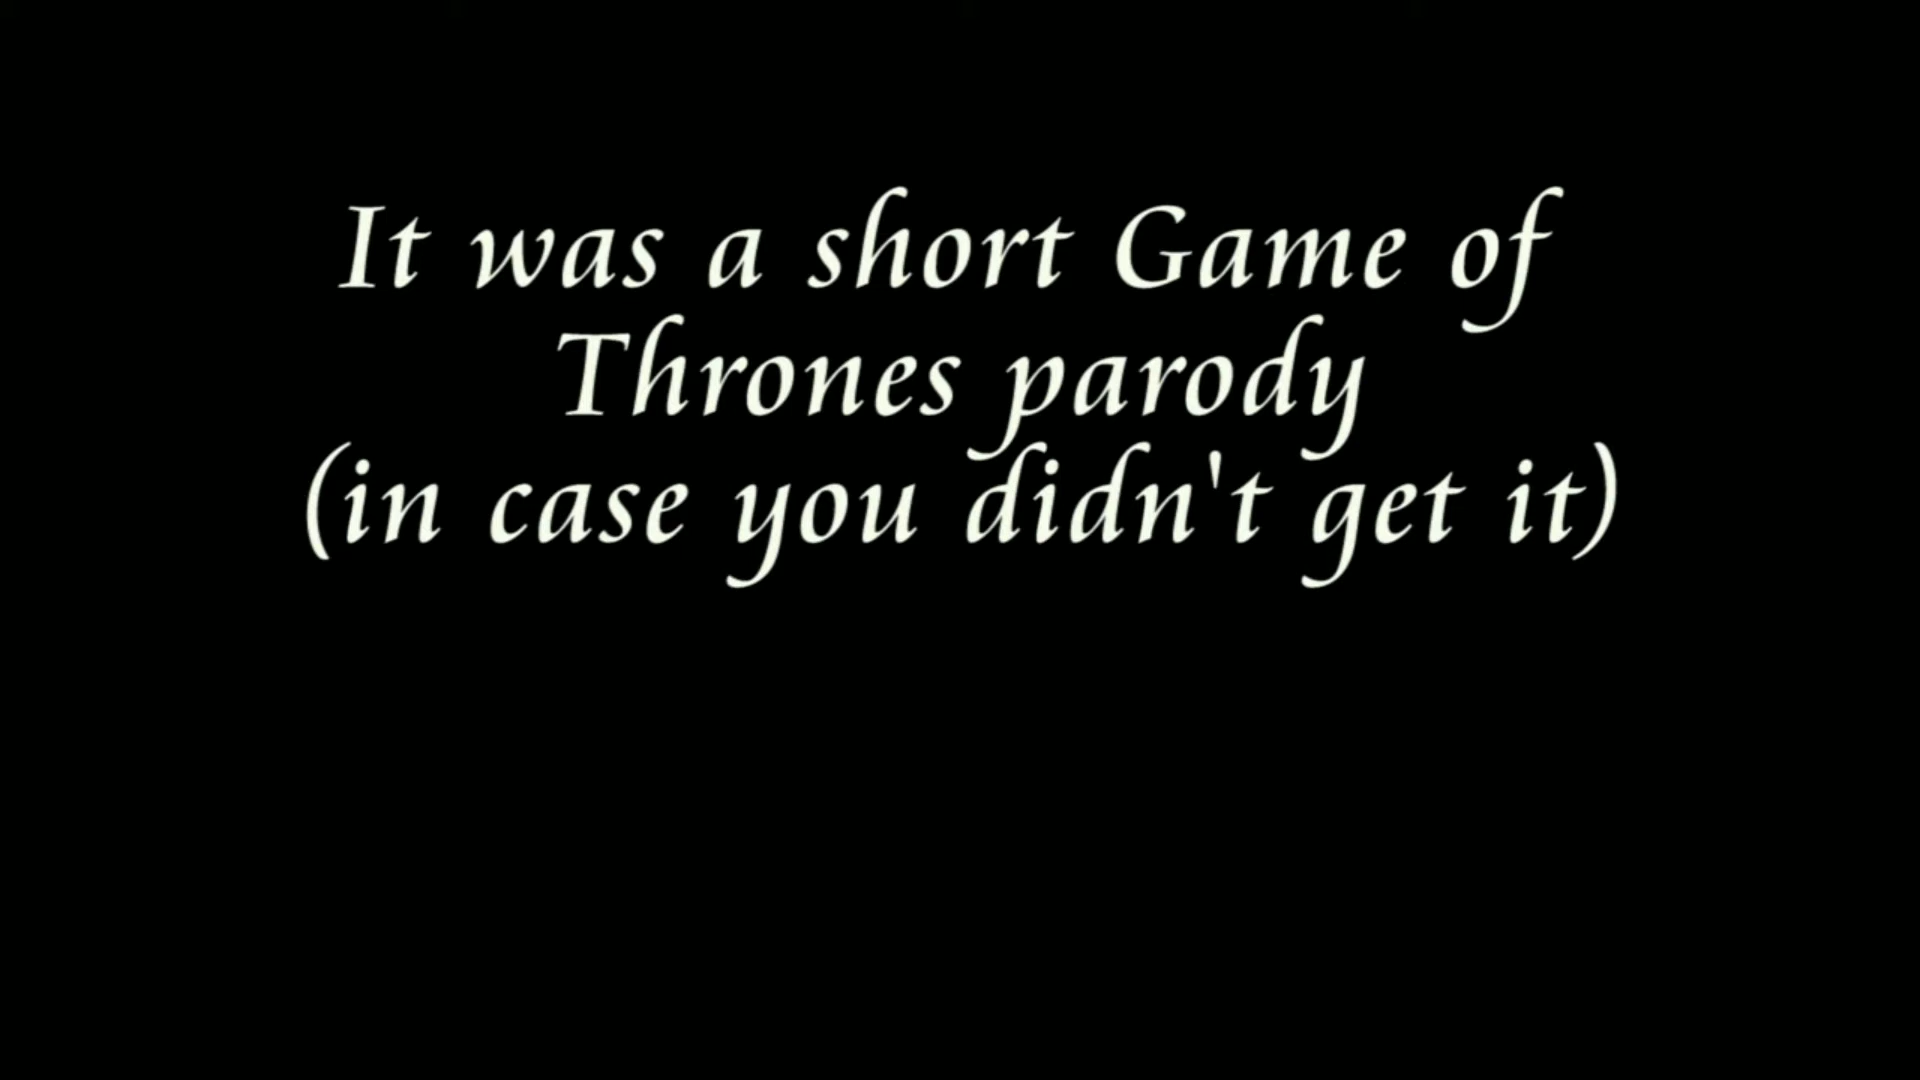 It was a short Game of
Thrones parody
(in case you didn't get it)